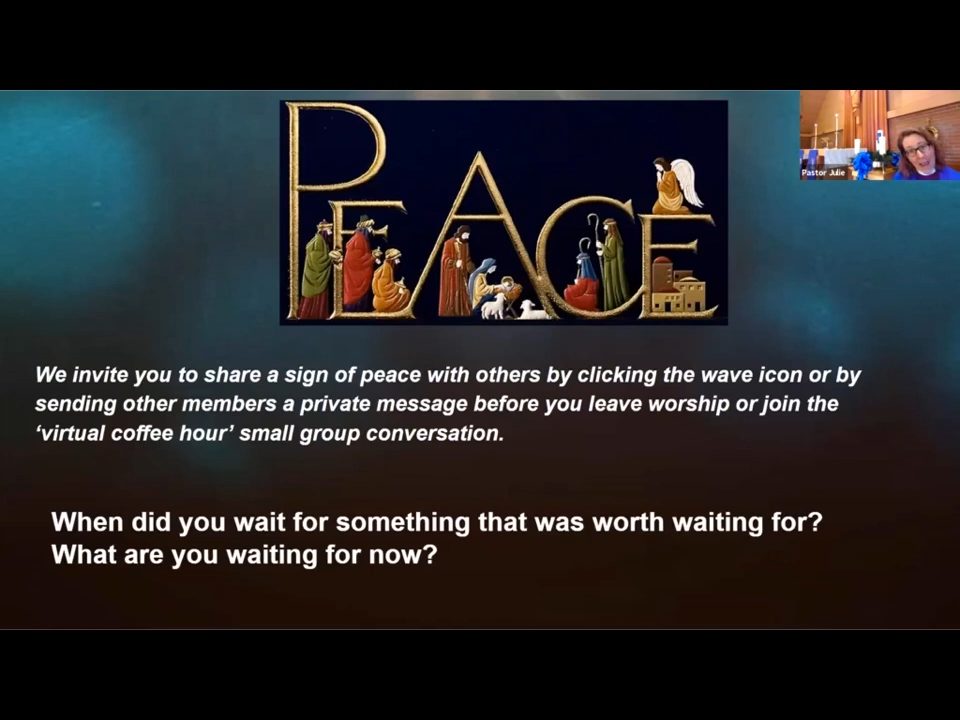 PEACE
Pastor Julie
We invite you to share a sign of peace with others by clicking the wave icon or by
sending other members a private message before you leave worship or join the
‘virtual coffee hour’ small group conversation.
When did you wait for something that was worth waiting for?
What are you waiting for now?